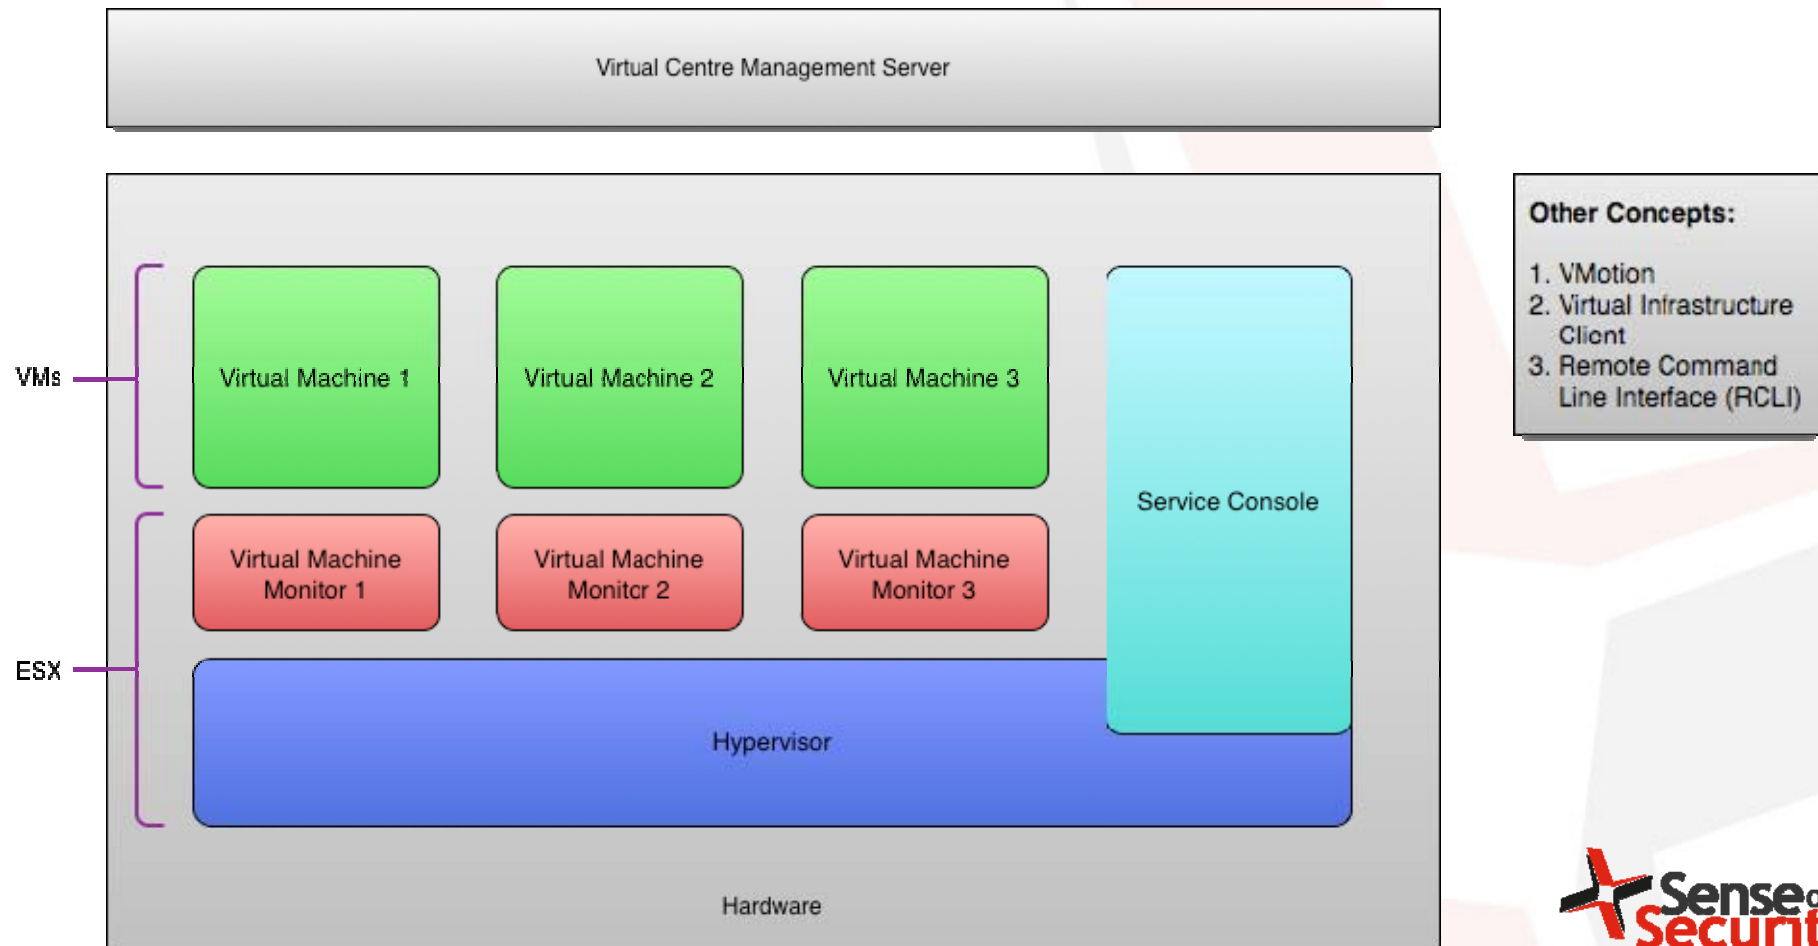 Virtual Centre Management Server
Other Concepts:
1. VMotion
2. Virtual Infrastructure
Client
3. Remote Command
Line Interface (RCLI)
VMs
Virtual Machine 1
Virtual Machine 2
Virtual Machine 3
Service Console
Virtual Machine
Monitor 1
Virtual Machine
Monitor 2
Virtual Machine
Monitor 3
ESX
Hypervisor
Hardware
Sense